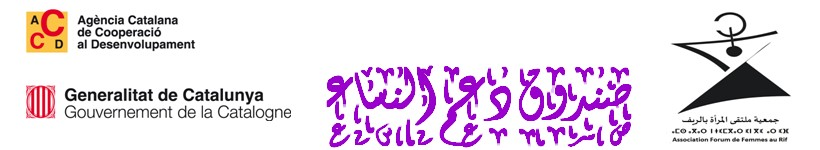 Agència Catalana
de Cooperació
al Desenvolupament
ACCD
Generalitat de Catalunya
Gouvernement de la Catalogne
صندوق دعم النساء
جمعية ملتقى المرأة بالريف
Association Forum de Femmes au Rif